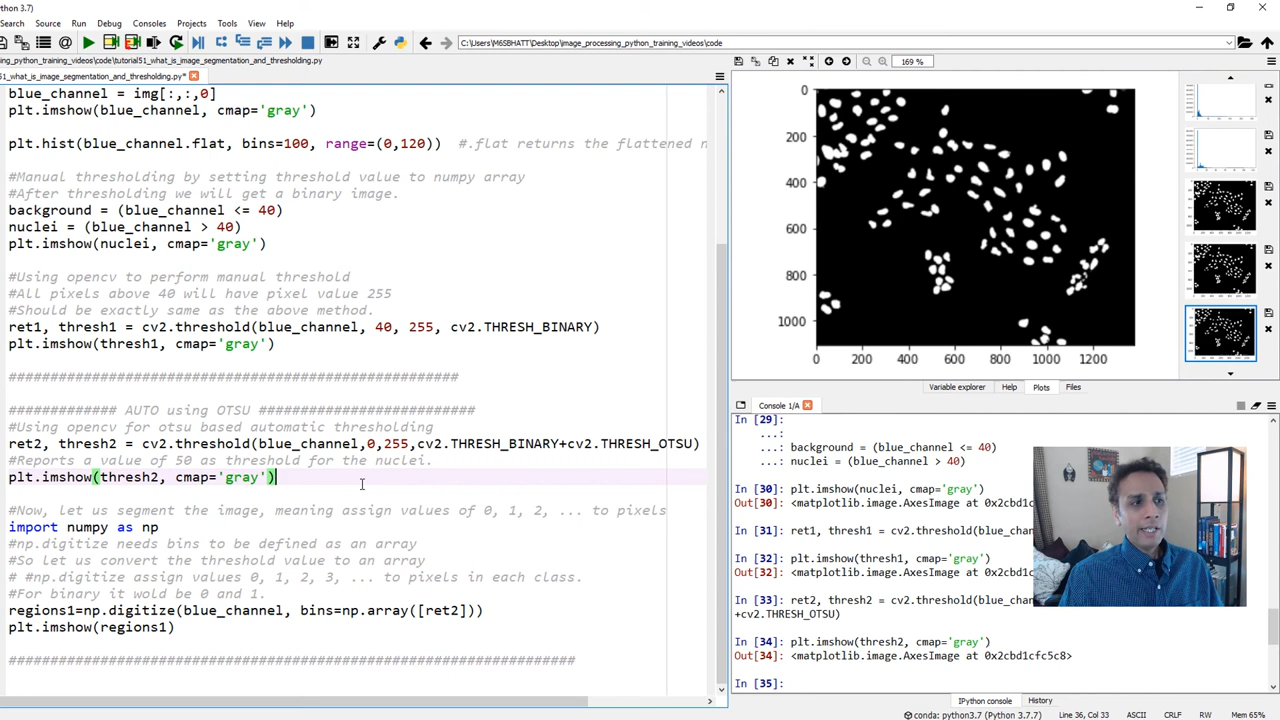 ython 3.7)
Search Source Run Debug Consoles Projects Tools View Help
C:\Users\M6SBHATT\Desktop\image_processing_python_training_videos\code
ng_python_training_videos\code\tutorial51_what_is_image_segmentation_and_thresholding.py
51_what_is_image_segmentation_and_thresholding.py*
169 %
blue_channel = img[:,:,0]
plt.imshow(blue_channel, cmap='gray')
plt.hist(blue_channel.flat, bins=100, range=(0,120)) #.flat returns the flattened n
#Manual thresholding by setting threshold value to numpy array
#After thresholding we will get a binary image.
background = (blue_channel <= 40)
nuclei = (blue_channel > 40)
plt.imshow(nuclei, cmap='gray')
#Using opencv to perform manual threshold
#All pixels above 40 will have pixel value 255
#Should be exactly same as the above method.
ret1, thresh1 = cv2.threshold(blue_channel, 40, 255, cv2.THRESH_BINARY)
plt.imshow(thresh1, cmap='gray')
######################################################
############# AUTO using OTSU ##########################
#Using opencv for otsu based automatic thresholding
ret2, thresh2 = cv2.threshold(blue_channel,0,255,cv2.THRESH_BINARY+cv2.THRESH_OTSU)
#Reports a value of 50 as threshold for the nuclei.
plt.imshow(thresh2, cmap='gray')
#Now, let us segment the image, meaning assign values of 0, 1, 2, ... to pixels
import numpy as np
#np.digitize needs bins to be defined as an array
#So let us convert the threshold value to an array
# #np.digitize assign values 0, 1, 2, 3, ... to pixels in each class.
#For binary it wold be 0 and 1.
regions1=np.digitize(blue_channel, bins=np.array([ret2]))
plt.imshow(regions1)
####################################################################
0
200
400
600
800
1000
0 200 400 600 800 1000 1200
Variable explorer Help Plots Files
Console 1/A
In [29]:
...:
...: background = (blue_channel <= 40)
...: nuclei = (blue_channel > 40)
In [30]: plt.imshow(nuclei, cmap='gray')
Out[30]: <matplotlib.image.AxesImage at 0x2cbd1c
In [31]: ret1, thresh1 = cv2.threshold(blue_chann
In [32]: plt.imshow(thresh1, cmap='gray')
Out[32]: <matplotlib.image.AxesImage at 0x2cbd1c
In [33]: ret2, thresh2 = cv2.threshold(blue_chann
+cv2.THRESH_OTSU)
In [34]: plt.imshow(thresh2, cmap='gray')
Out[34]: <matplotlib.image.AxesImage at 0x2cbd1cfc5c8>
In [35]:
IPython console History
conda: python3.7 (Python 3.7.7) Line 36, Col 33 ASCII CRLF RW Mem 65%